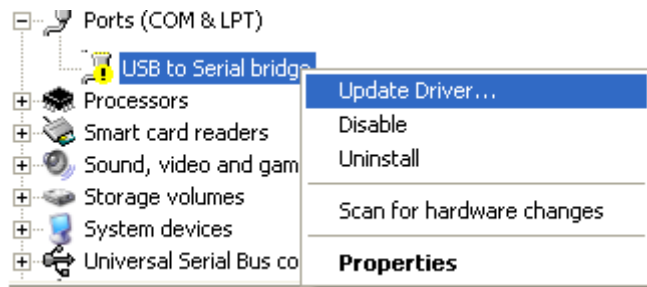 Ports (COM & LPT)
USB to Serial bridge
Processors
Smart card readers
Sound, video and gam
Storage volumes
System devices
Universal Serial Bus co
Update Driver...
Disable
Uninstall
Scan for hardware changes
Properties